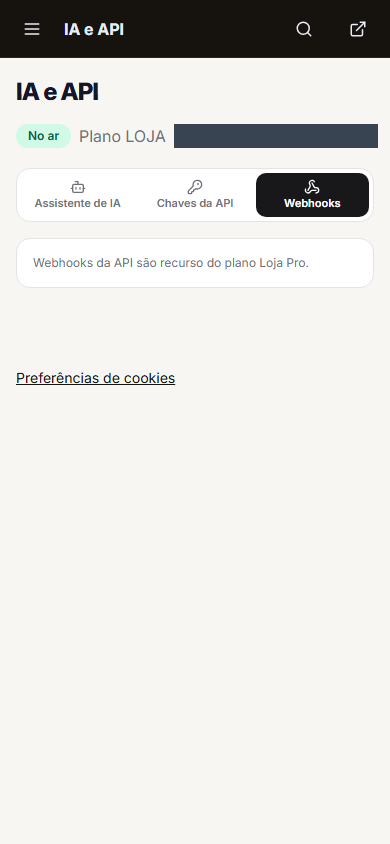 IA e API
IA e API
No ar Plano LOJA
Assistente de IA Chaves da API Webhooks
Webhooks da API são recurso do plano Loja Pro.
Preferências de cookies